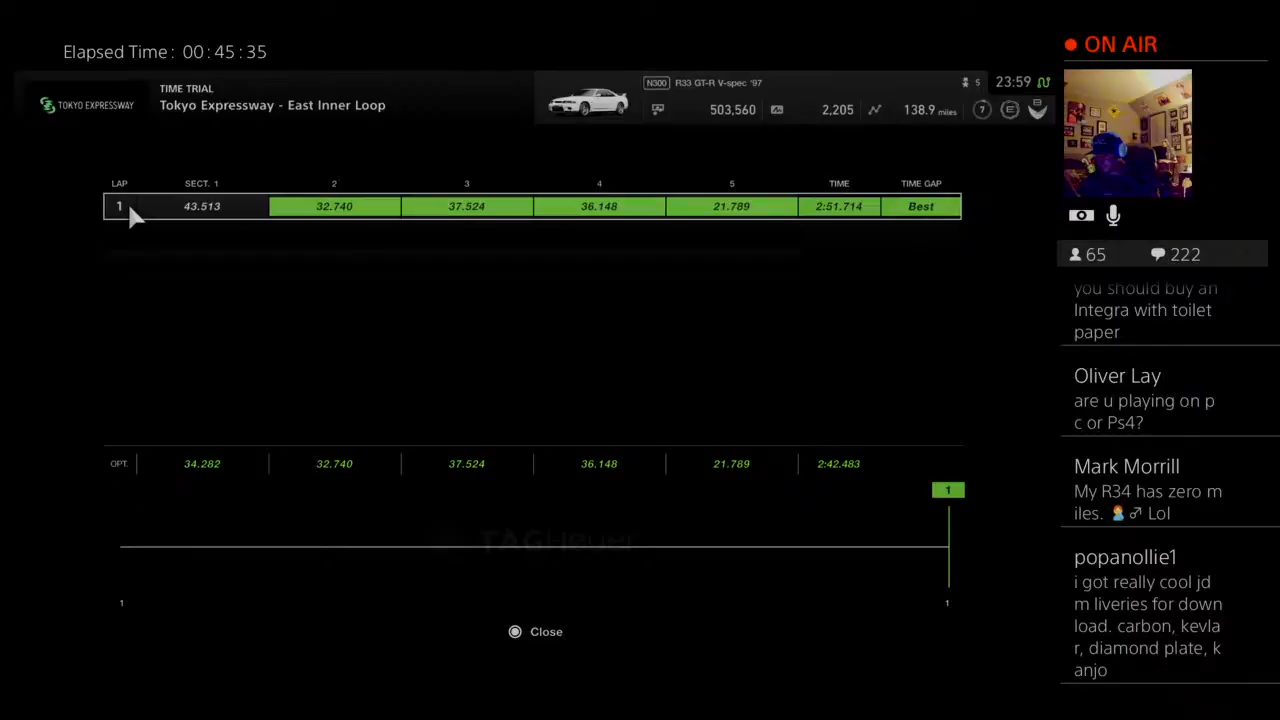 Elapsed Time: 00:45:35
ON AIR
TOKYO EXPRESSWAY
TIME TRIAL
Tokyo Expressway - East Inner Loop
N300 R33 GT-R V-spec '97
5 23:59
503,560 2,205 138.9 miles 7 E B
LAP SECT. 1 2 3 4 5 TIME TIME GAP
1 43.513 32.740 37.524 36.148 21.789 2:51.714 Best
OPT. 34.282 32.740 37.524 36.148 21.789 2:42.483
1
TAGHeuer
1 1
Close
65 222
you should buy an
Integra with toilet
paper
Oliver Lay
are u playing on p
c or Ps4?
Mark Morrill
My R34 has zero m
iles. 🤷♂ Lol
popanollie1
i got really cool jd
m liveries for down
load. carbon, kevla
r, diamond plate, k
anjo